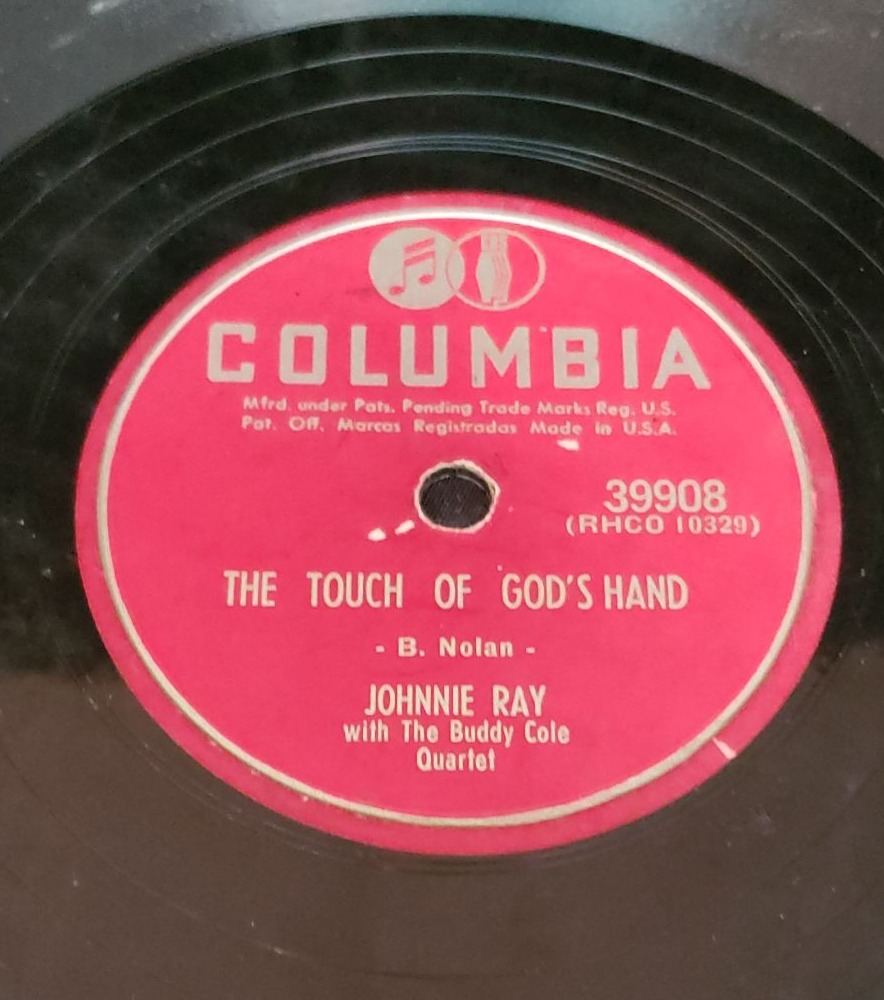 COLUMBIA
Mfrd. under Pats. Pending Trade Marks Reg. U.S.
Pat. Off. Marcas Registradas Made in U.S.A.
39908
(RHCO 10329)
THE TOUCH OF GOD'S HAND
- B. Nolan -
JOHNNIE RAY
with The Buddy Cole
Quartet